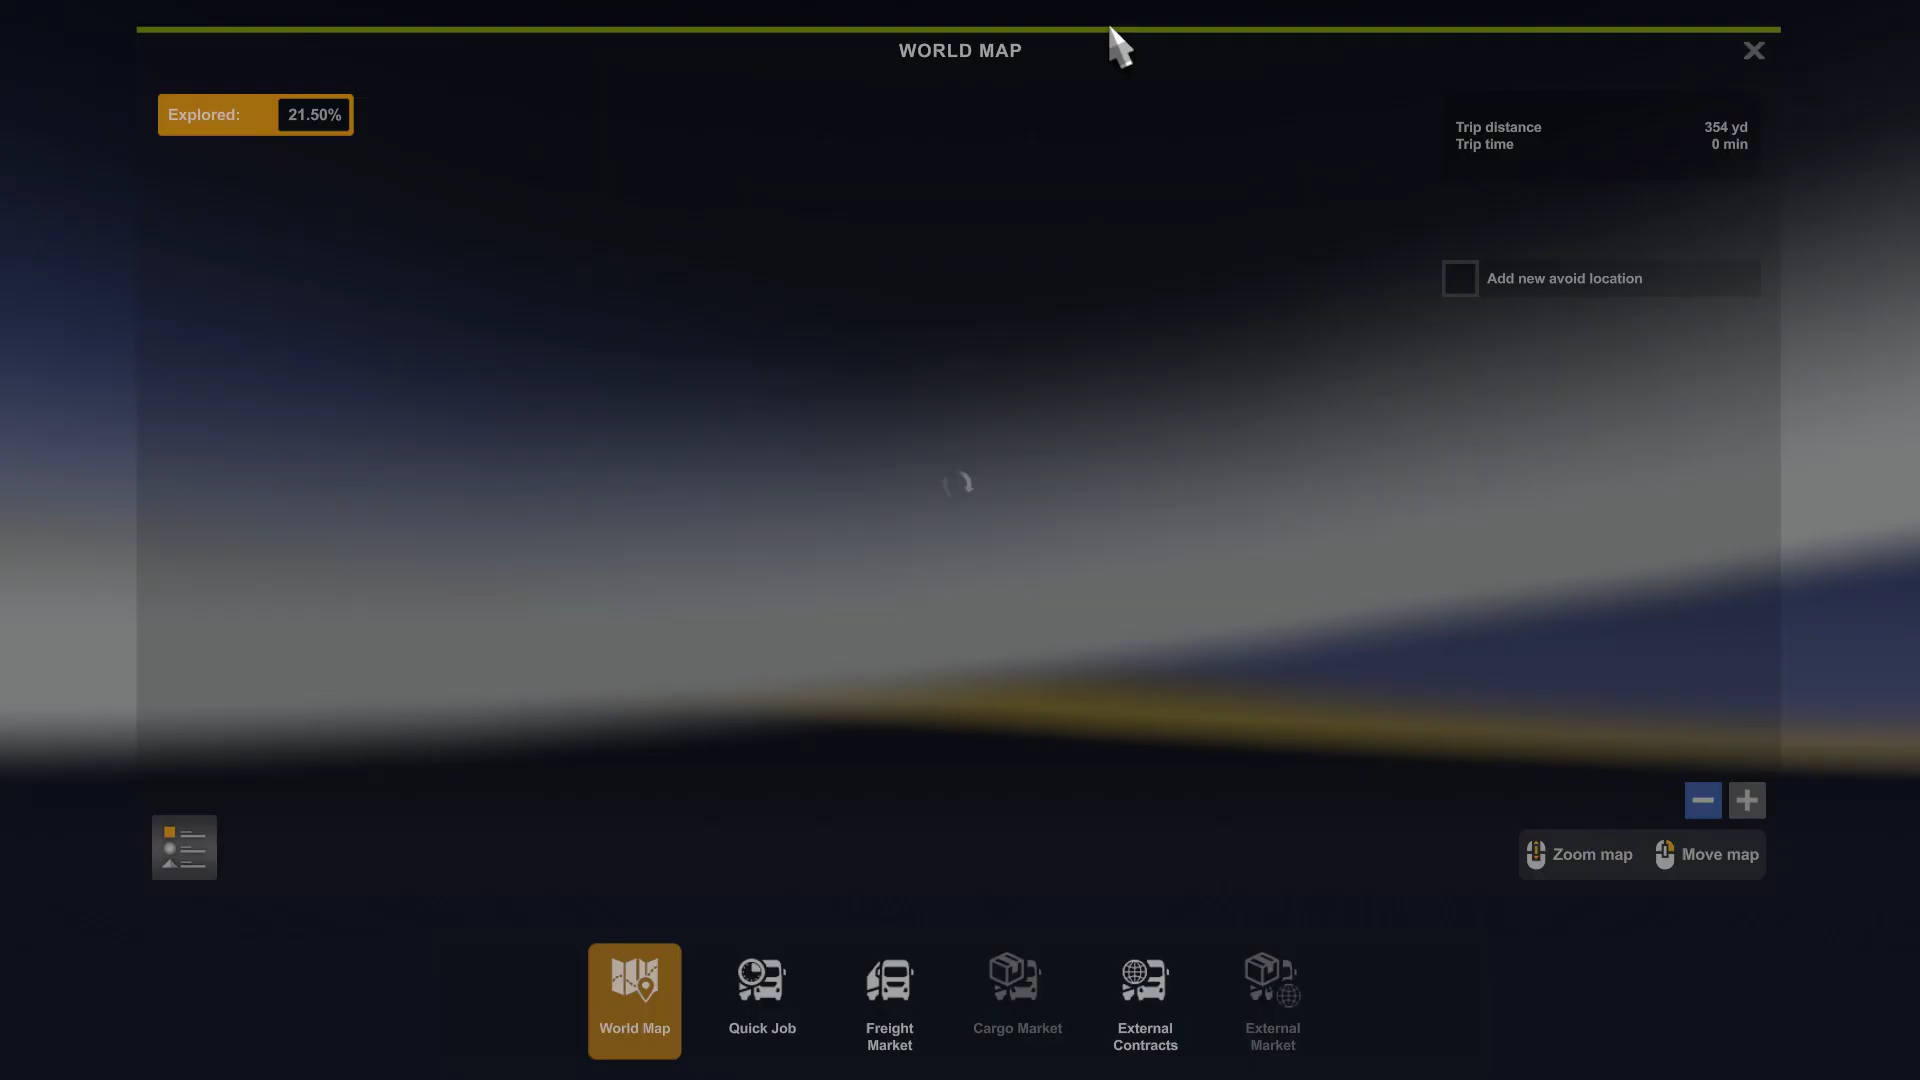 WORLD MAP
Explored: 21.50%
Trip distance 354 yd
Trip time 0 min
Add new avoid location
Zoom map Move map
World Map
Quick Job
Freight
Market
Cargo Market
External
Contracts
External
Market